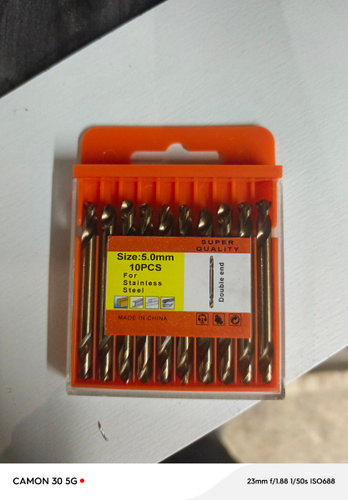 SUPER
QUALITY
Size:5.0mm
10PCS
For
Stainless
Steel
Double end
MADE IN CHINA
CAMON 30 5G
23mm f/1.88 1/50s ISO688